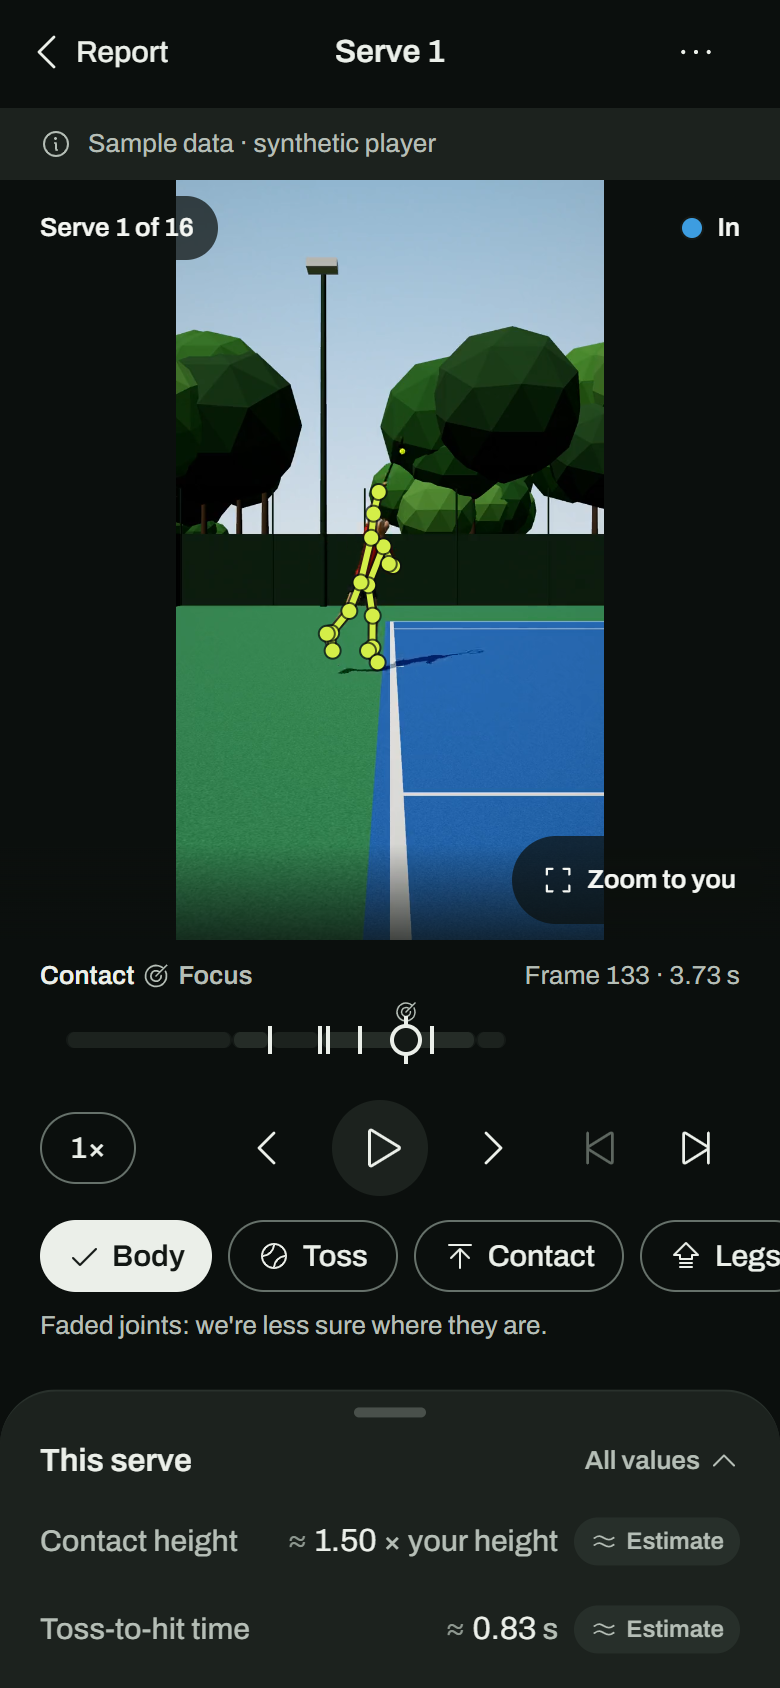 Report
Serve 1
Sample data · synthetic player
Serve 1 of 16
In
Zoom to you
Contact Focus
Frame 133 · 3.73 s
1×
Body
Toss
Contact
Legs
Faded joints: we're less sure where they are.
This serve
All values
Contact height ≈ 1.50 × your height Estimate
Toss-to-hit time ≈ 0.83 s Estimate